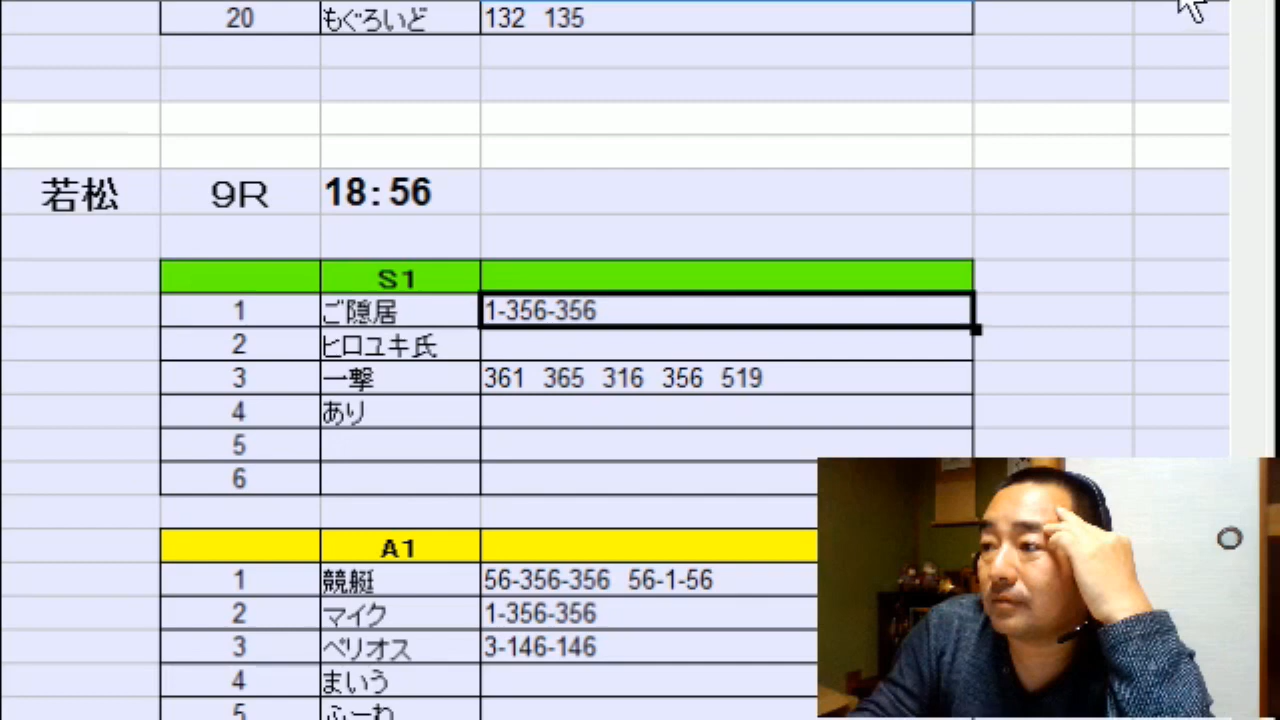 20 もぐろいど 132 135
若松 9R 18:56
S1
1 ご隠居 1-356-356
2 ヒロユキ氏
3 一撃 361 365 316 356 519
4 あり
5
6
A1
1 競艇 56-356-356 56-1-56
2 マイク 1-356-356
3 ペリオス 3-146-146
4 まいう
5 ふーわ